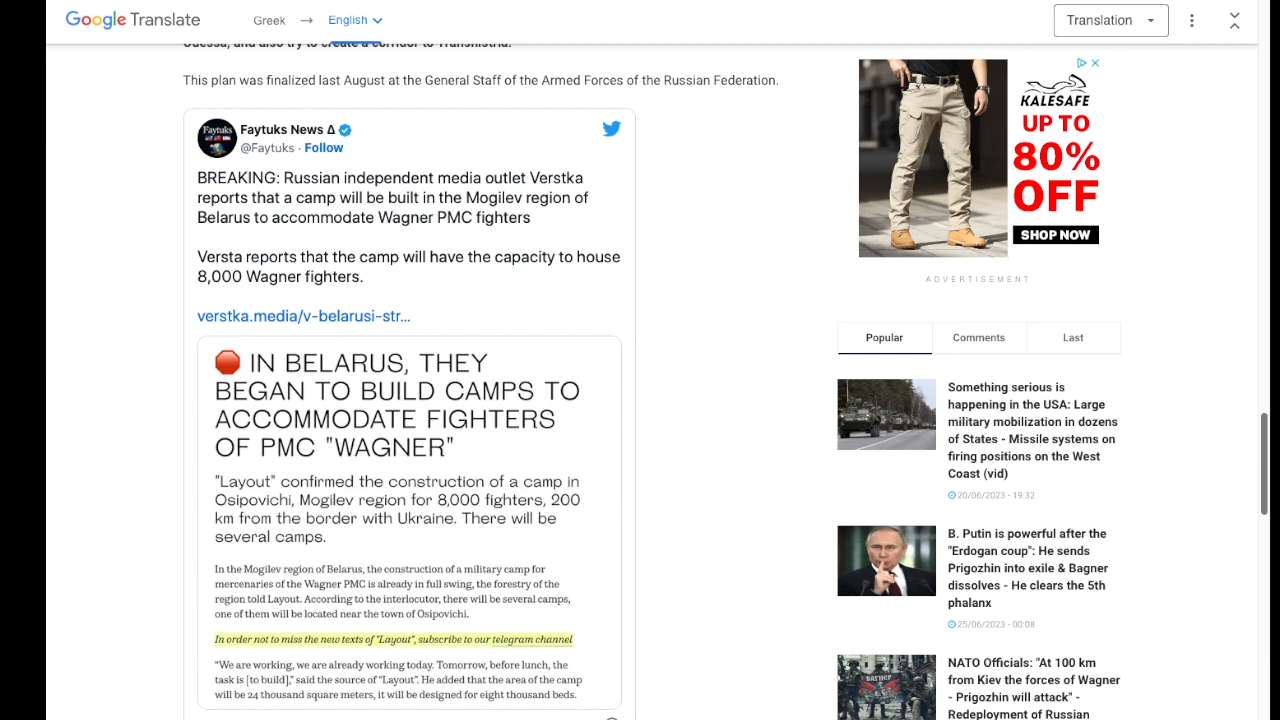 Google Translate
Greek → English
Translation
Odessa, and also try to create a corridor to Transnistria.
This plan was finalized last August at the General Staff of the Armed Forces of the Russian Federation.
Faytuks
Faytuks News Δ
@Faytuks · Follow
BREAKING: Russian independent media outlet Verstka
reports that a camp will be built in the Mogilev region of
Belarus to accommodate Wagner PMC fighters
Versta reports that the camp will have the capacity to house
8,000 Wagner fighters.
verstka.media/v-belarusi-str...
IN BELARUS, THEY
BEGAN TO BUILD CAMPS TO
ACCOMMODATE FIGHTERS
OF PMC "WAGNER"
"Layout" confirmed the construction of a camp in
Osipovichi, Mogilev region for 8,000 fighters, 200
km from the border with Ukraine. There will be
several camps.
In the Mogilev region of Belarus, the construction of a military camp for
mercenaries of the Wagner PMC is already in full swing, the forestry of the
region told Layout. According to the interlocutor, there will be several camps,
one of them will be located near the town of Osipovichi.
In order not to miss the new texts of "Layout", subscribe to our telegram channel
"We are working, we are already working today. Tomorrow, before lunch, the
task is [to build]," said the source of "Layout". He added that the area of the camp
will be 24 thousand square meters, it will be designed for eight thousand beds.
KALESAFE
UP TO
80%
OFF
SHOP NOW
ADVERTISEMENT
Popular
Comments
Last
Something serious is
happening in the USA: Large
military mobilization in dozens
of States - Missile systems on
firing positions on the West
Coast (vid)
20/06/2023 - 19:32
B. Putin is powerful after the
"Erdogan coup": He sends
Prigozhin into exile & Bagner
dissolves - He clears the 5th
phalanx
25/06/2023 - 00:08
ВАГНЕР
NATO Officials: "At 100 km
from Kiev the forces of Wagner
- Prigozhin will attack" -
Redeployment of Russian